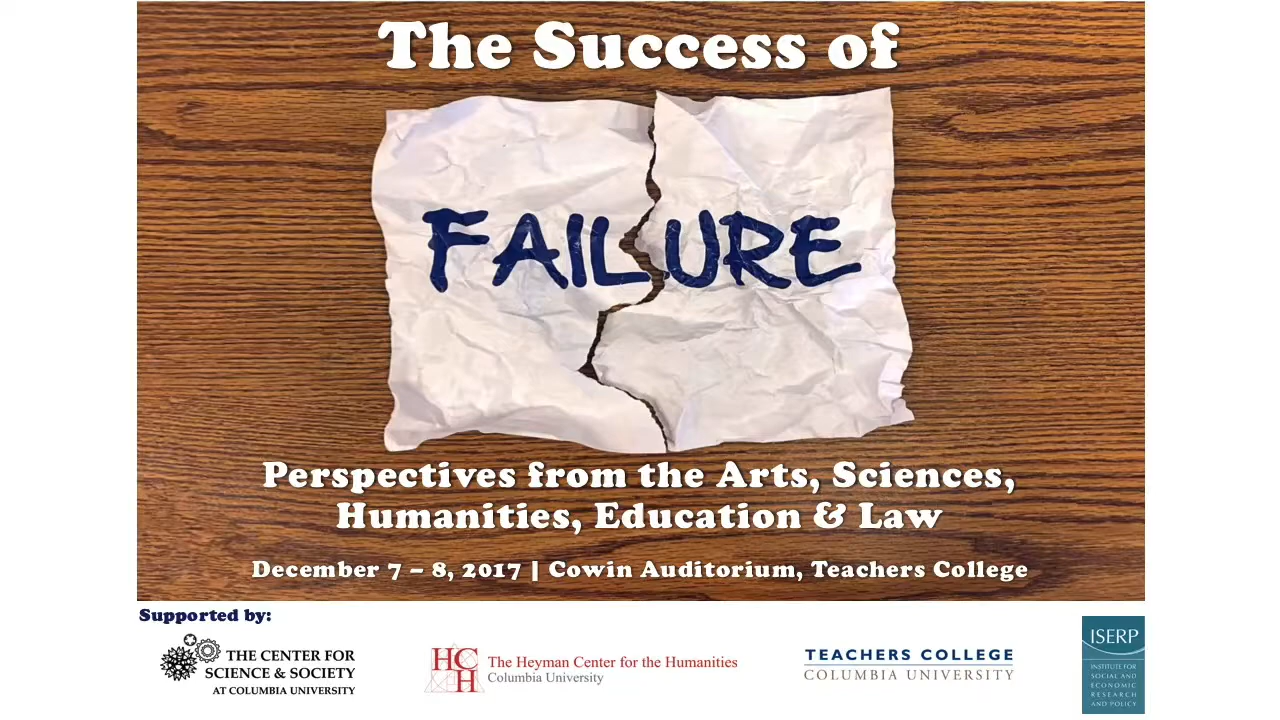 The Success of
FAILURE
Perspectives from the Arts, Sciences,
Humanities, Education & Law
December 7 – 8, 2017 | Cowin Auditorium, Teachers College
Supported by:
THE CENTER FOR
SCIENCE & SOCIETY
AT COLUMBIA UNIVERSITY
HCH
The Heyman Center for the Humanities
Columbia University
TEACHERS COLLEGE
COLUMBIA UNIVERSITY
ISERP
INSTITUTE FOR
SOCIAL AND
ECONOMIC
RESEARCH
AND POLICY